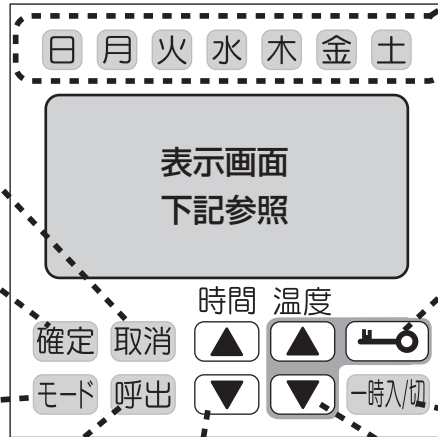 日 月 火 水 木 金 土
表示画面
下記参照
時間 温度
確定 取消 ▲ ▲
モード 呼出 ▼ ▼ 一時入/切